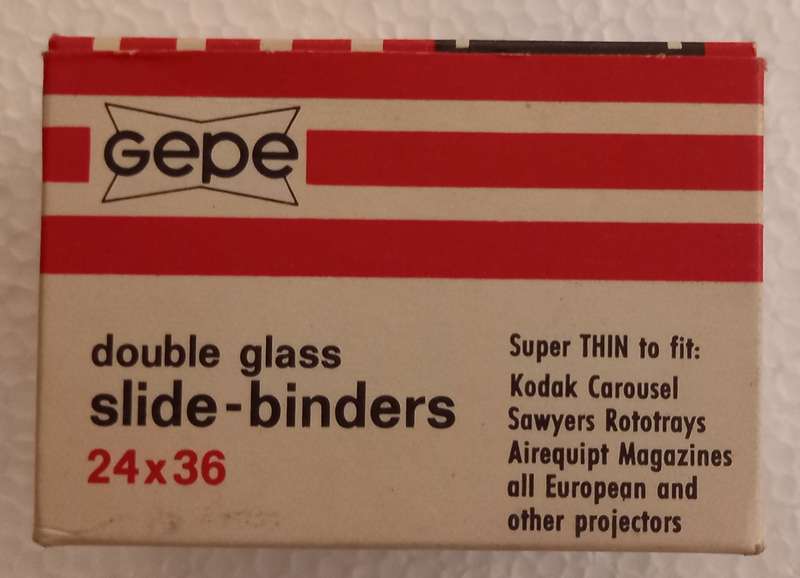 Gepe
double glass
slide-binders
24x36
Super THIN to fit:
Kodak Carousel
Sawyers Rototrays
Airequipt Magazines
all European and
other projectors